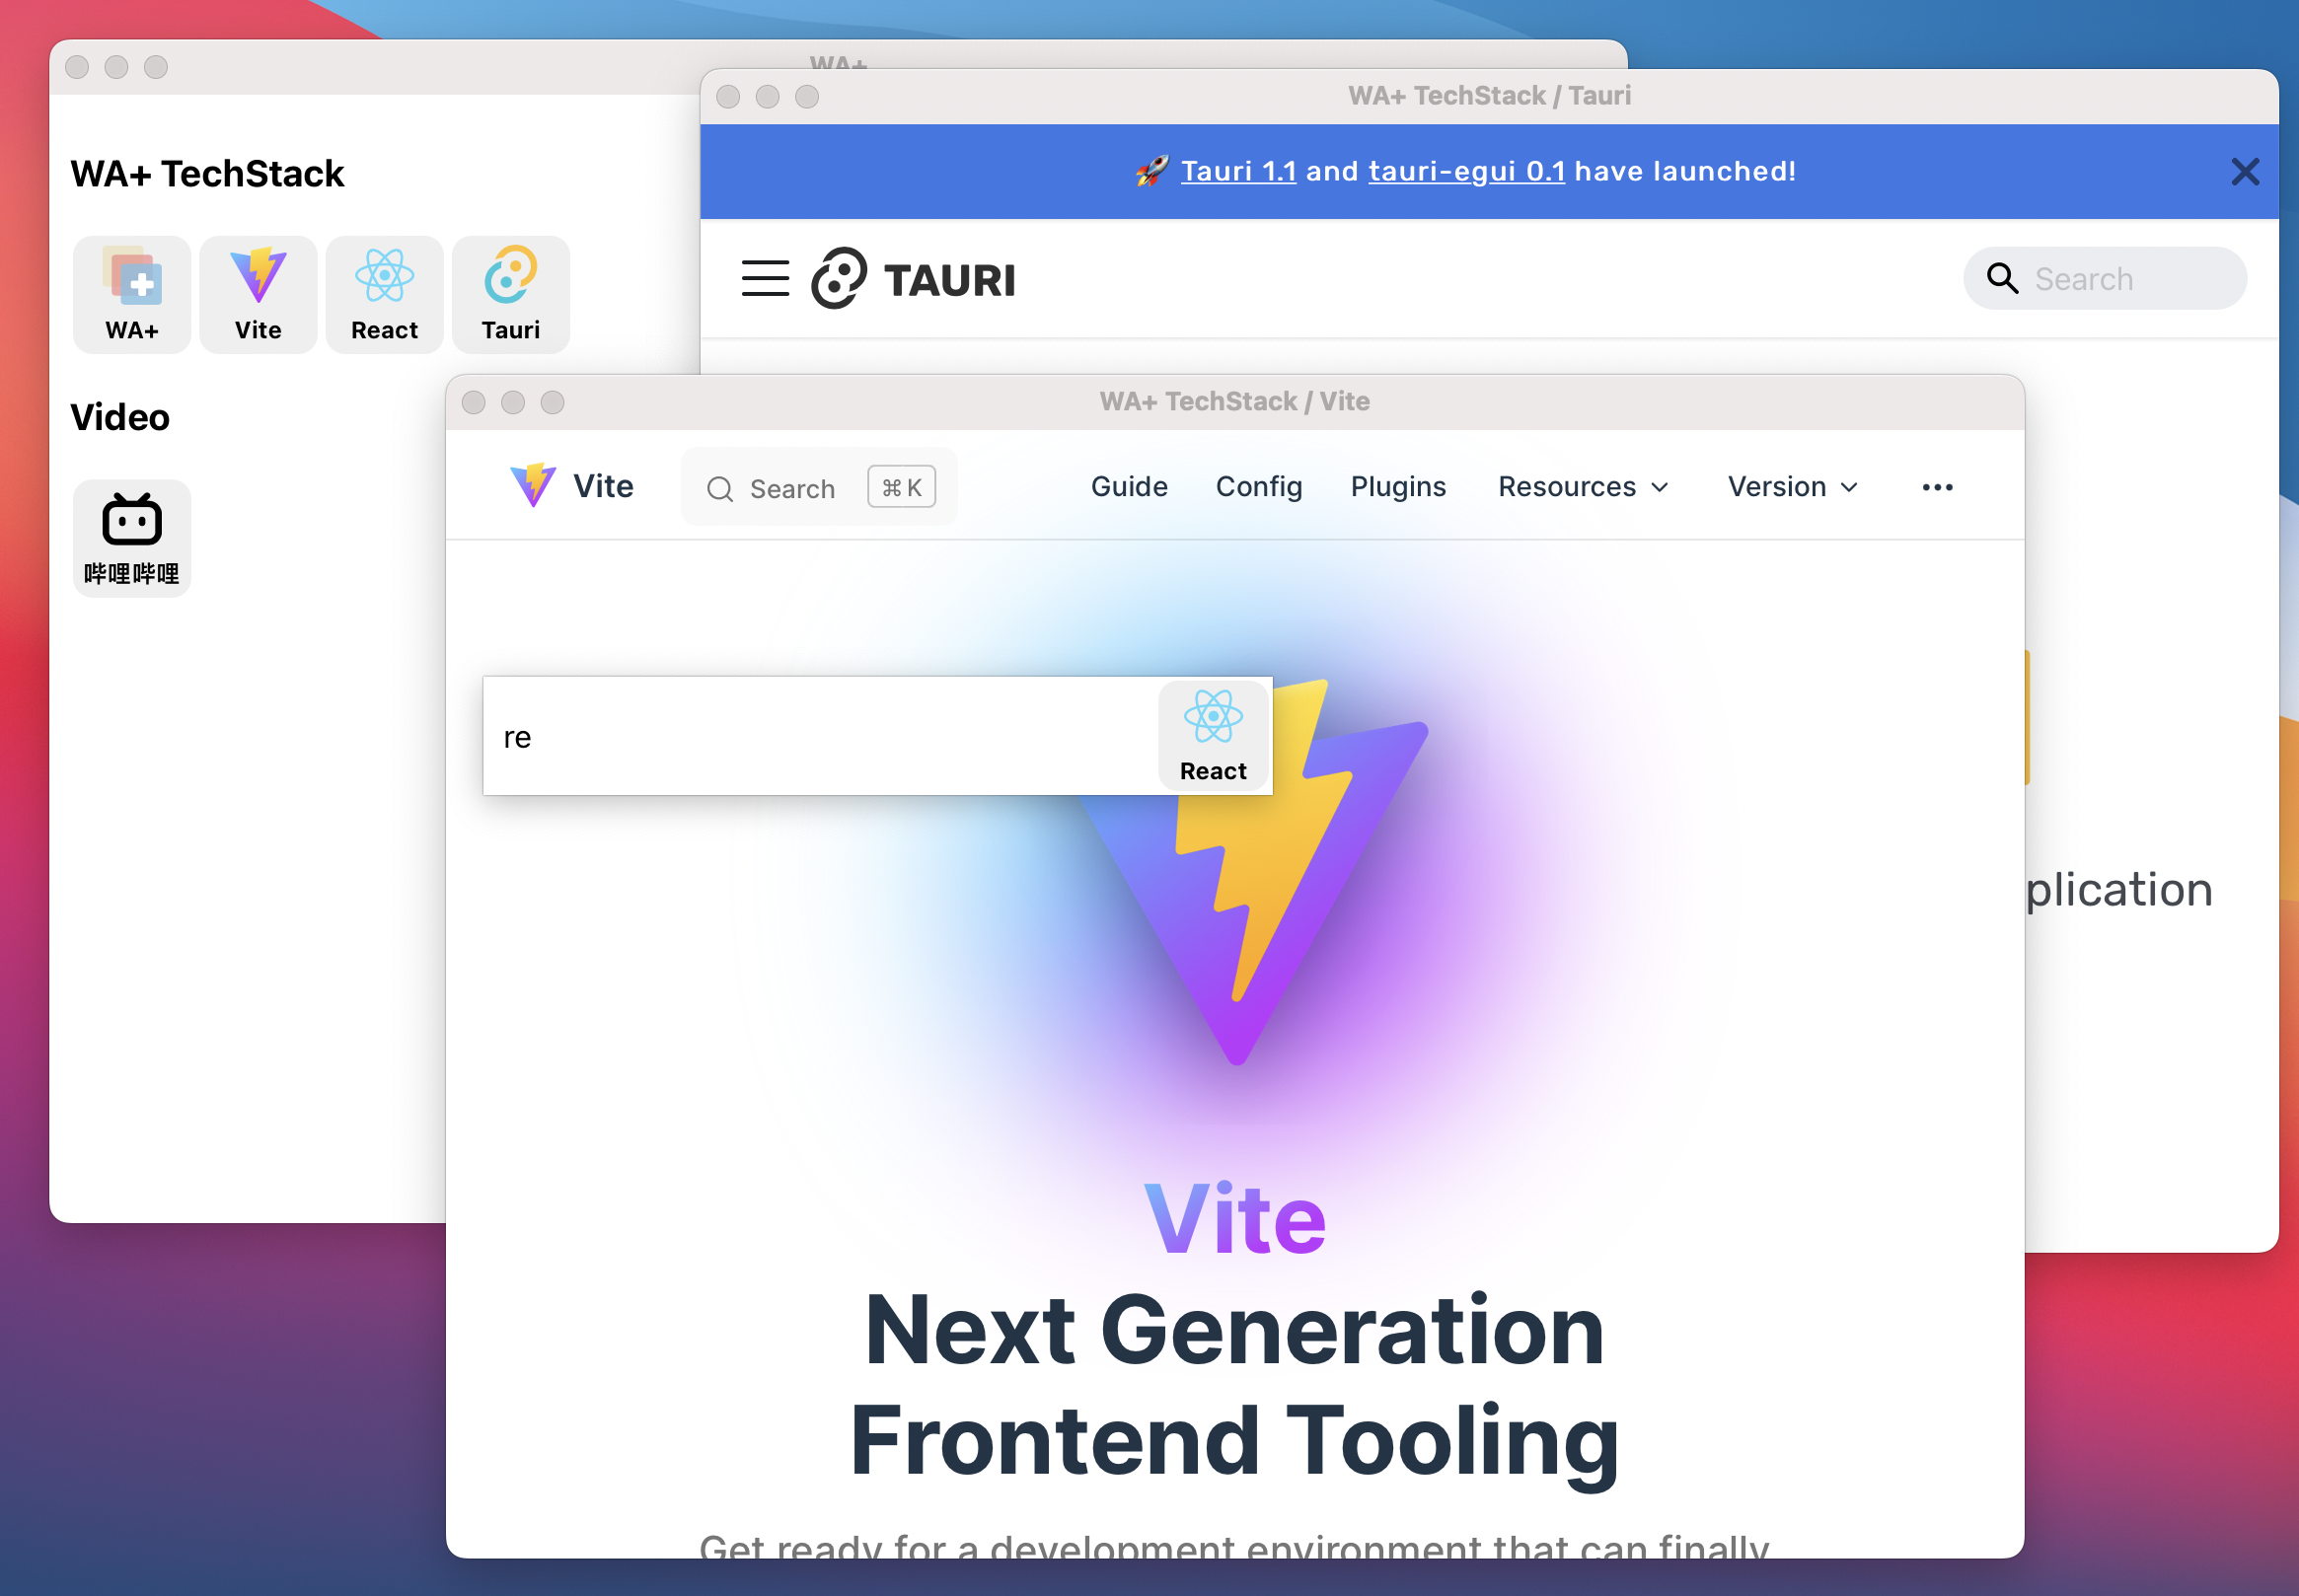 WA+
WA+ TechStack
WA+
Vite
React
Tauri
Video
哔哩哔哩
WA+ TechStack / Tauri
🚀 Tauri 1.1 and tauri-egui 0.1 have launched!
TAURI
Search
plication
WA+ TechStack / Vite
Vite
Search
⌘ K
Guide
Config
Plugins
Resources
Version
re
React
Vite
Next Generation
Frontend Tooling
Get ready for a development environment that can finally